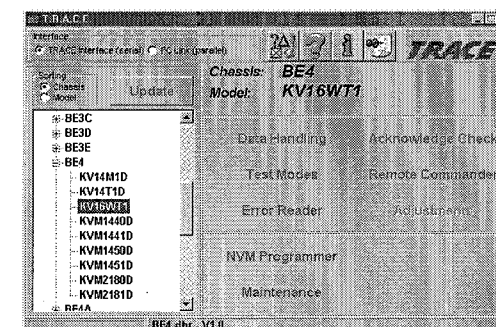 T.R.A.C.E
Interface
TRACE Interface (serial) PC Link (parallel)
TRACE
Sorting
Chassis
Model
Update
Chassis: BE4
Model: KV16WT1
BE3C
BE3D
BE3E
BE4
KV14M1D
KV14T1D
KV16WT1
KVM1440D
KVM1441D
KVM1450D
KVM1451D
KVM2180D
KVM2181D
BE4A
Data Handling
Acknowledge Check
Test Modes
Remote Commander
Error Reader
Adjustments
NVM Programmer
Maintenance
BE4.dbr V1.0